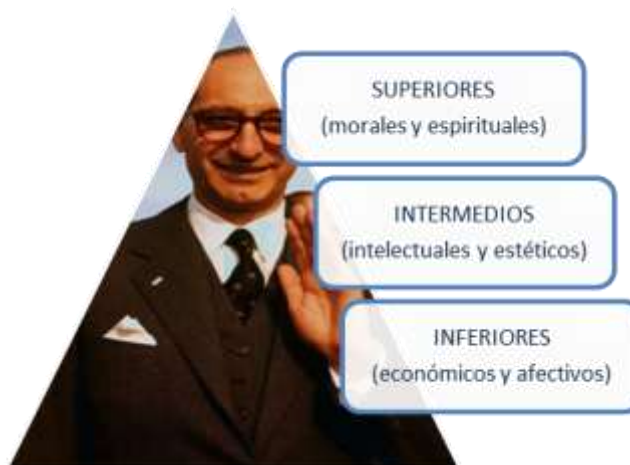 SUPERIORES
(morales y espirituales)
INTERMEDIOS
(intelectuales y estéticos)
INFERIORES
(económicos y afectivos)